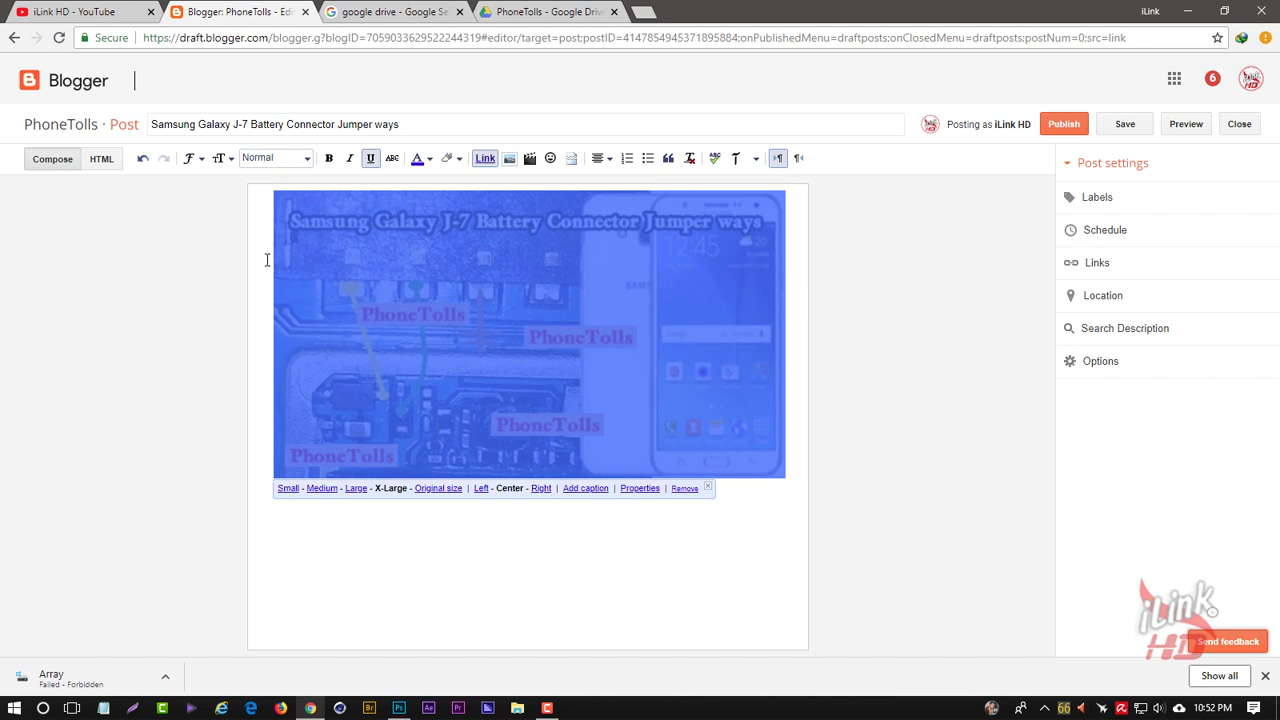 iLink HD - YouTube
Blogger: PhoneTolls - Edi
google drive - Google Se
PhoneTolls - Google Driv
iLink
Secure
https://draft.blogger.com/blogger.g?blogID=7059033629522244319#editor/target=post;postID=4147854945371895884;onPublishedMenu=draftposts;onClosedMenu=draftposts;postNum=0;src=link
Blogger
6
PhoneTolls · Post
Samsung Galaxy J-7 Battery Connector Jumper ways
Posting as iLink HD
Publish
Save
Preview
Close
Compose
HTML
Normal
B
I
U
ABC
A
Link
Post settings
Labels
Schedule
Links
Location
Search Description
Options
Samsung Galaxy J-7 Battery Connector Jumper ways
12:45
PhoneTolls
PhoneTolls
PhoneTolls
PhoneTolls
Small - Medium - Large - X-Large - Original size | Left - Center - Right | Add caption | Properties | Remove
iLink
HD
Send feedback
Array
Failed - Forbidden
Show all
10:52 PM